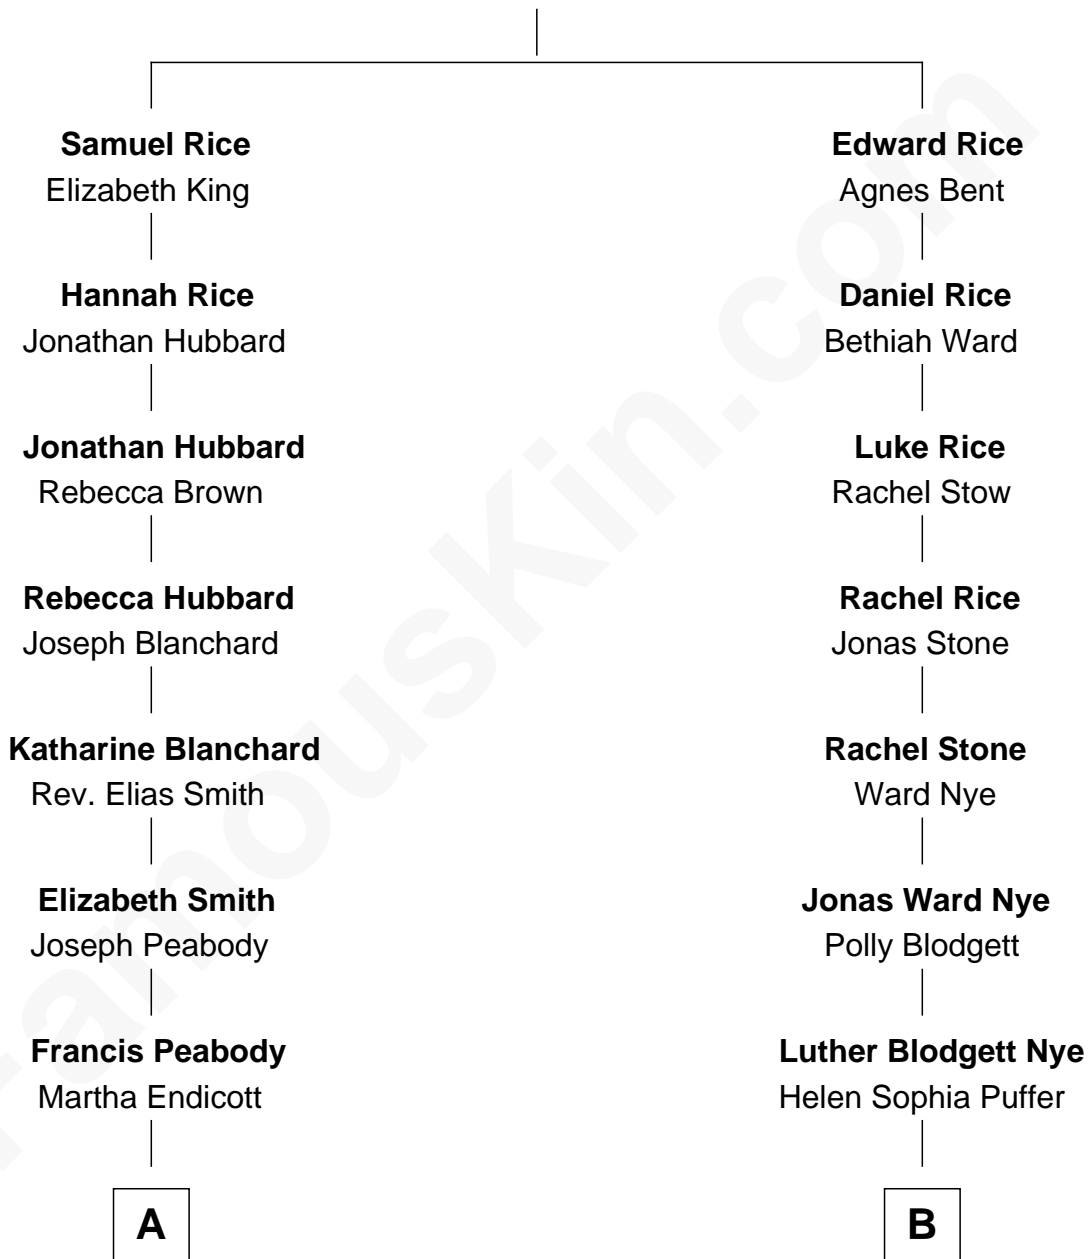 Samuel Rice
Elizabeth King
Hannah Rice
Jonathan Hubbard
Jonathan Hubbard
Rebecca Brown
Rebecca Hubbard
Joseph Blanchard
Katharine Blanchard
Rev. Elias Smith
Elizabeth Smith
Joseph Peabody
Francis Peabody
Martha Endicott
A
Edward Rice
Agnes Bent
Daniel Rice
Bethiah Ward
Luke Rice
Rachel Stow
Rachel Rice
Jonas Stone
Rachel Stone
Ward Nye
Jonas Ward Nye
Polly Blodgett
Luther Blodgett Nye
Helen Sophia Puffer
B
FamousKin.com